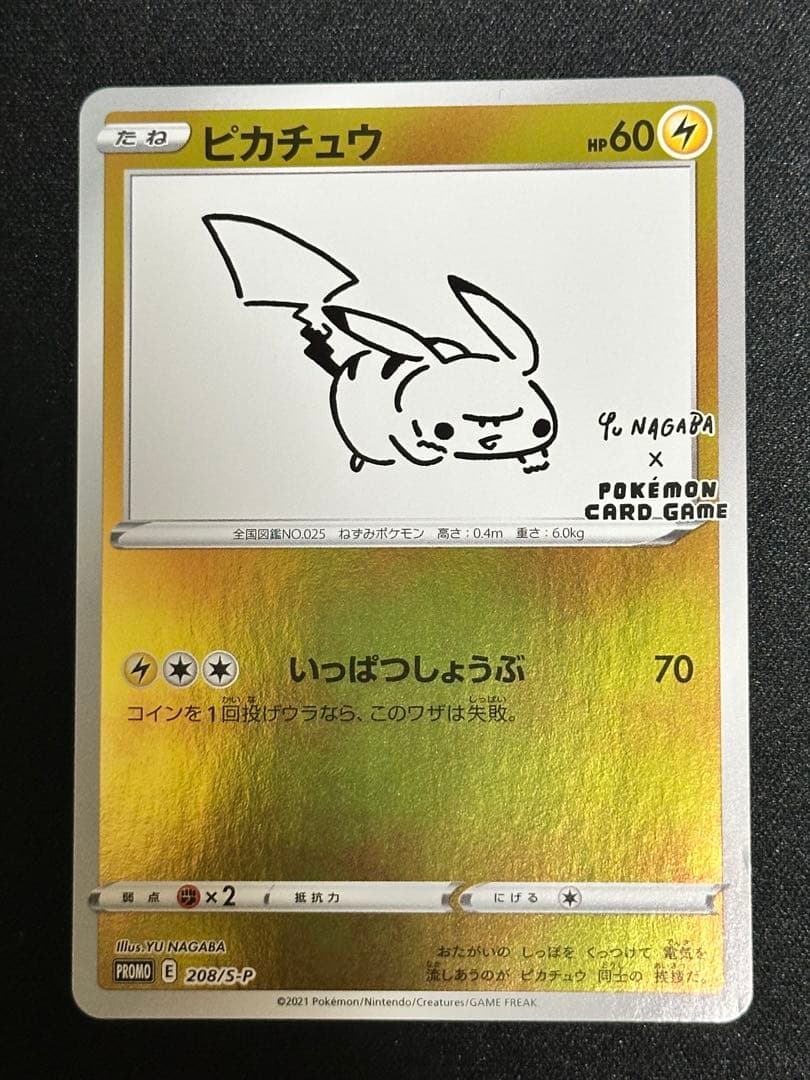 たね ピカチュウ HP60
Yu NAGABA
×
POKÉMON
CARD GAME
全国図鑑NO.025 ねずみポケモン 高さ:0.4m 重さ:6.0kg
いっぱつしょうぶ 70
コインを1回投げウラなら、このワザは失敗。
弱点 ×2 抵抗力 にげる
Illus.YU NAGABA
PROMO E 208/S-P
おたがいの しっぽを くっつけて 電気を
流しあうのが ピカチュウ 同士の 挨拶だ。
©2021 Pokémon/Nintendo/Creatures/GAME FREAK